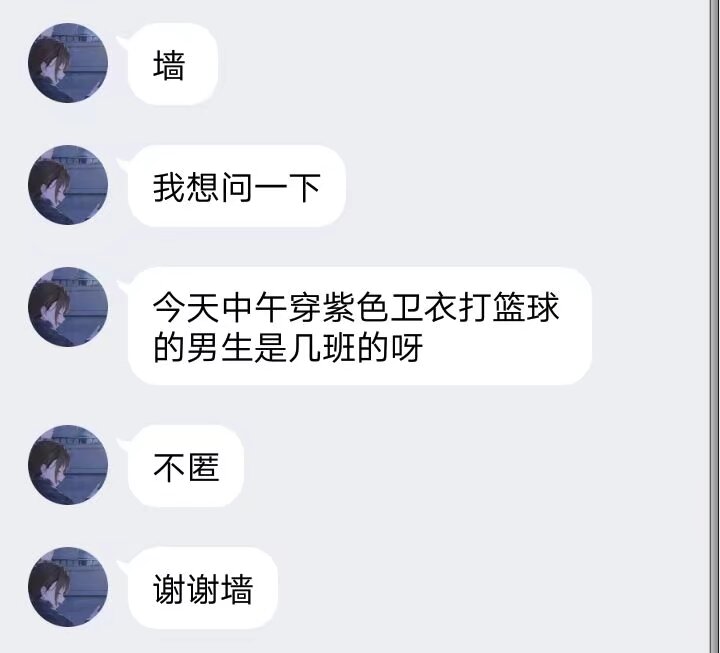 墙
我想问一下
今天中午穿紫色卫衣打篮球
的男生是几班的呀
不匿
谢谢墙